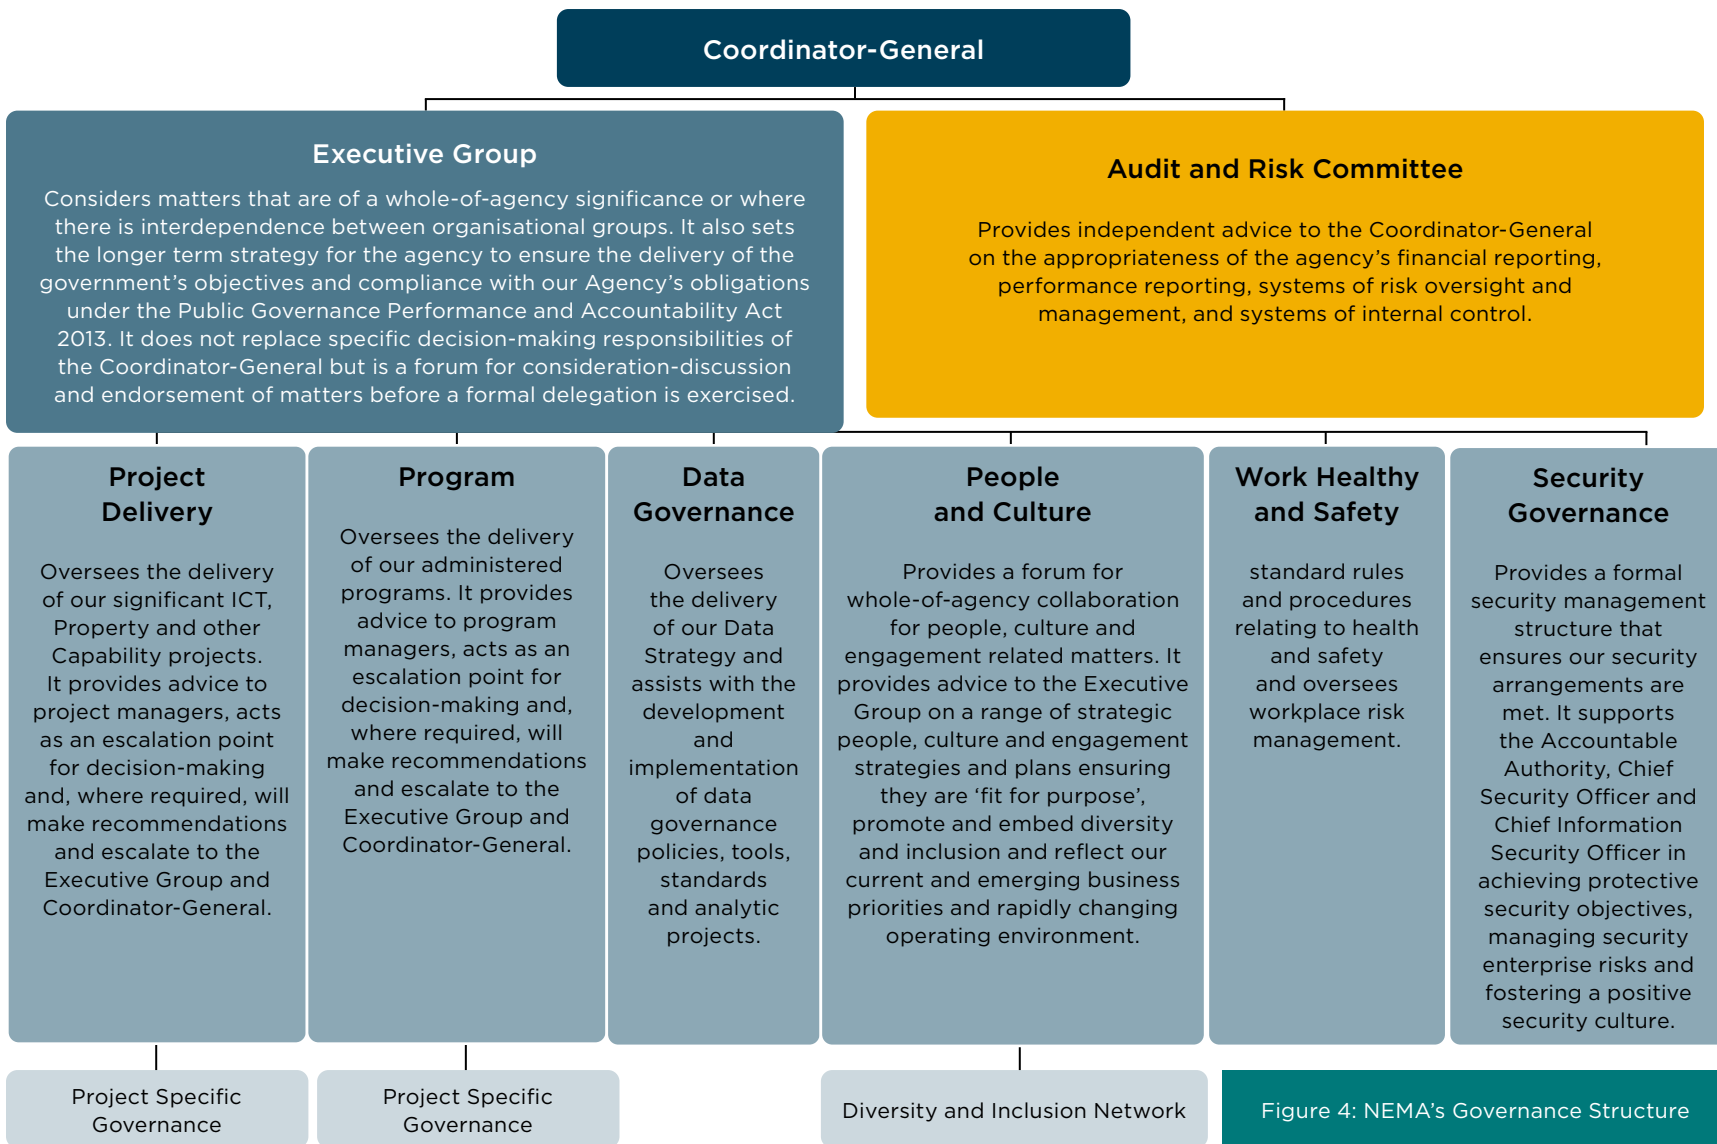 Coordinator-General
Executive Group
Considers matters that are of a whole-of-agency significance or where
there is interdependence between organisational groups. It also sets
the longer term strategy for the agency to ensure the delivery of the
government’s objectives and compliance with our Agency’s obligations
under the Public Governance Performance and Accountability Act
2013. It does not replace specific decision-making responsibilities of
the Coordinator-General but is a forum for consideration-discussion
and endorsement of matters before a formal delegation is exercised.
Audit and Risk Committee
Provides independent advice to the Coordinator-General
on the appropriateness of the agency’s financial reporting,
performance reporting, systems of risk oversight and
management, and systems of internal control.
Project
Delivery
Oversees the delivery
of our significant ICT,
Property and other
Capability projects.
It provides advice to
project managers, acts
as an escalation point
for decision-making
and, where required, will
make recommendations
and escalate to the
Executive Group and
Coordinator-General.
Program
Oversees the delivery
of our administered
programs. It provides
advice to program
managers, acts as an
escalation point for
decision-making and,
where required, will
make recommendations
and escalate to the
Executive Group and
Coordinator-General.
Data
Governance
Oversees
the delivery
of our Data
Strategy and
assists with the
development
and
implementation
of data
governance
policies, tools,
standards
and analytic
projects.
People
and Culture
Provides a forum for
whole-of-agency collaboration
for people, culture and
engagement related matters. It
provides advice to the Executive
Group on a range of strategic
people, culture and engagement
strategies and plans ensuring
they are ‘fit for purpose’,
promote and embed diversity
and inclusion and reflect our
current and emerging business
priorities and rapidly changing
operating environment.
Work Healthy
and Safety
standard rules
and procedures
relating to health
and safety
and oversees
workplace risk
management.
Security
Governance
Provides a formal
security management
structure that
ensures our security
arrangements are
met. It supports
the Accountable
Authority, Chief
Security Officer and
Chief Information
Security Officer in
achieving protective
security objectives,
managing security
enterprise risks and
fostering a positive
security culture.
Project Specific
Governance
Project Specific
Governance
Diversity and Inclusion Network
Figure 4: NEMA’s Governance Structure